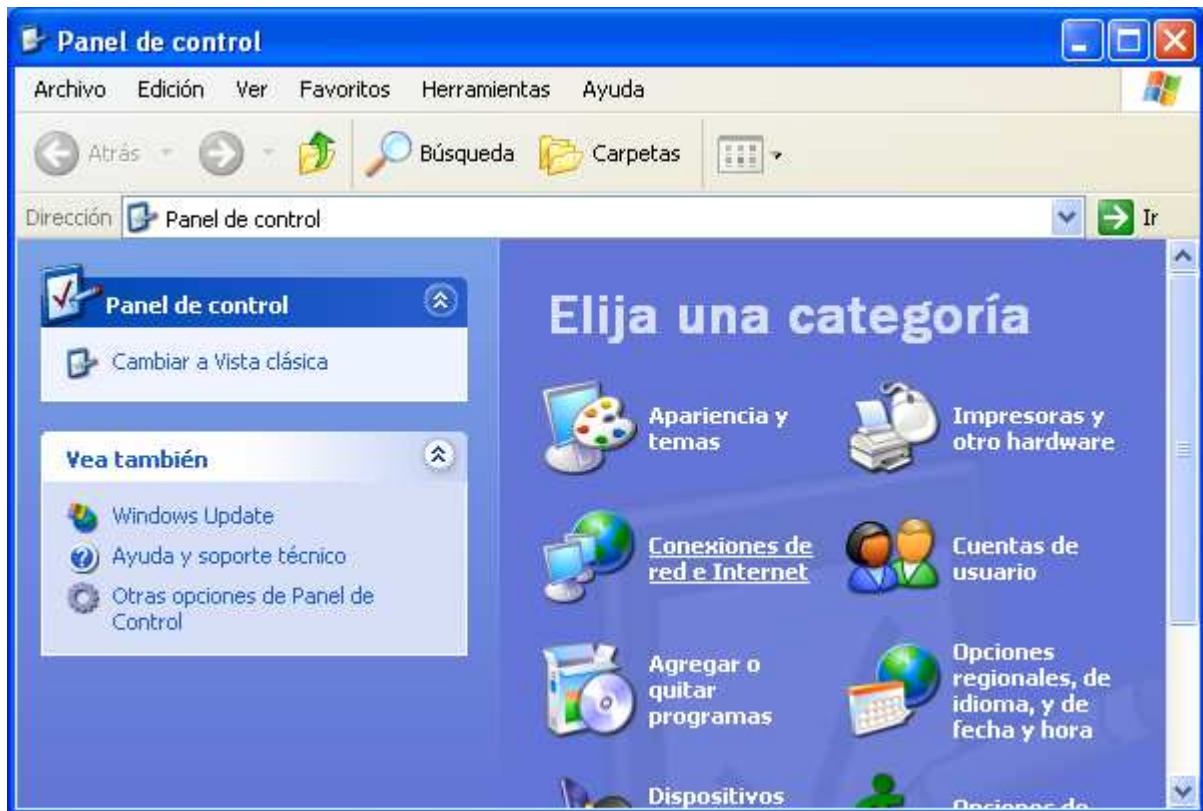 Panel de control
Archivo Edición Ver Favoritos Herramientas Ayuda
Atrás Búsqueda Carpetas
Dirección Panel de control Ir
Panel de control
Cambiar a Vista clásica
Vea también
Windows Update
Ayuda y soporte técnico
Otras opciones de Panel de
Control
Elija una categoría
Apariencia y
temas
Impresoras y
otro hardware
Conexiones de
red e Internet
Cuentas de
usuario
Agregar o
quitar
programas
Opciones
regionales, de
idioma, y de
fecha y hora
Dispositivos
Opciones de